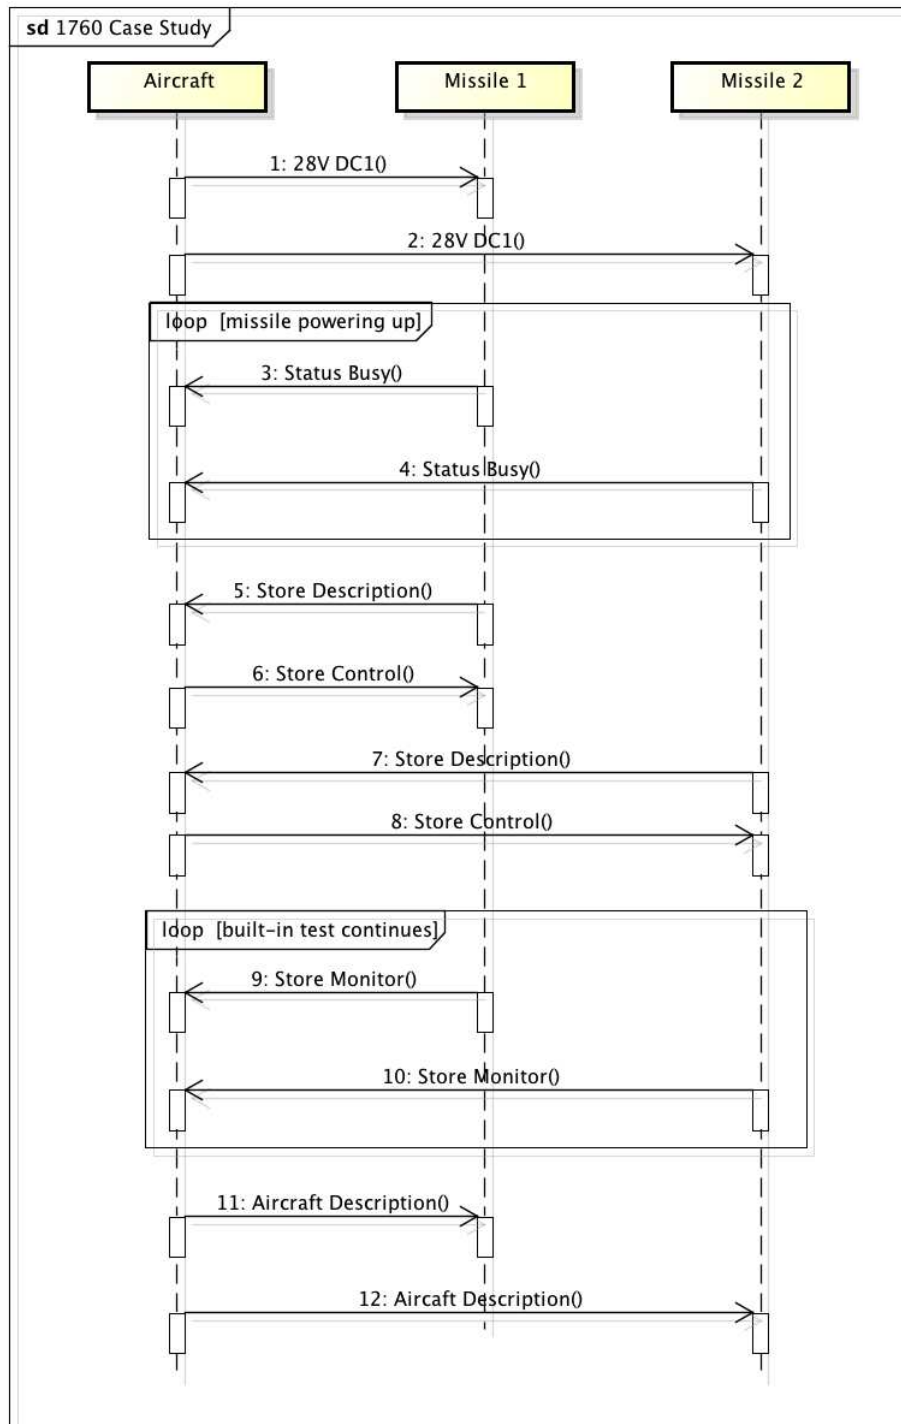 sd 1760 Case Study
Aircraft
Missile 1
Missile 2
1: 28V DC1()
2: 28V DC1()
loop [missile powering up]
3: Status Busy()
4: Status Busy()
5: Store Description()
6: Store Control()
7: Store Description()
8: Store Control()
loop [built-in test continues]
9: Store Monitor()
10: Store Monitor()
11: Aircraft Description()
12: Aircaft Description()